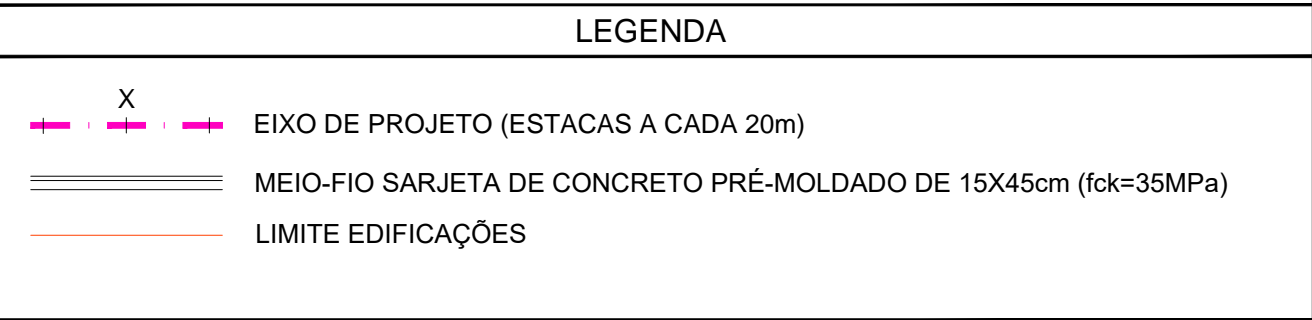 LEGENDA
X
EIXO DE PROJETO (ESTACAS A CADA 20m)
MEIO-FIO SARJETA DE CONCRETO PRÉ-MOLDADO DE 15X45cm (fck=35MPa)
LIMITE EDIFICAÇÕES